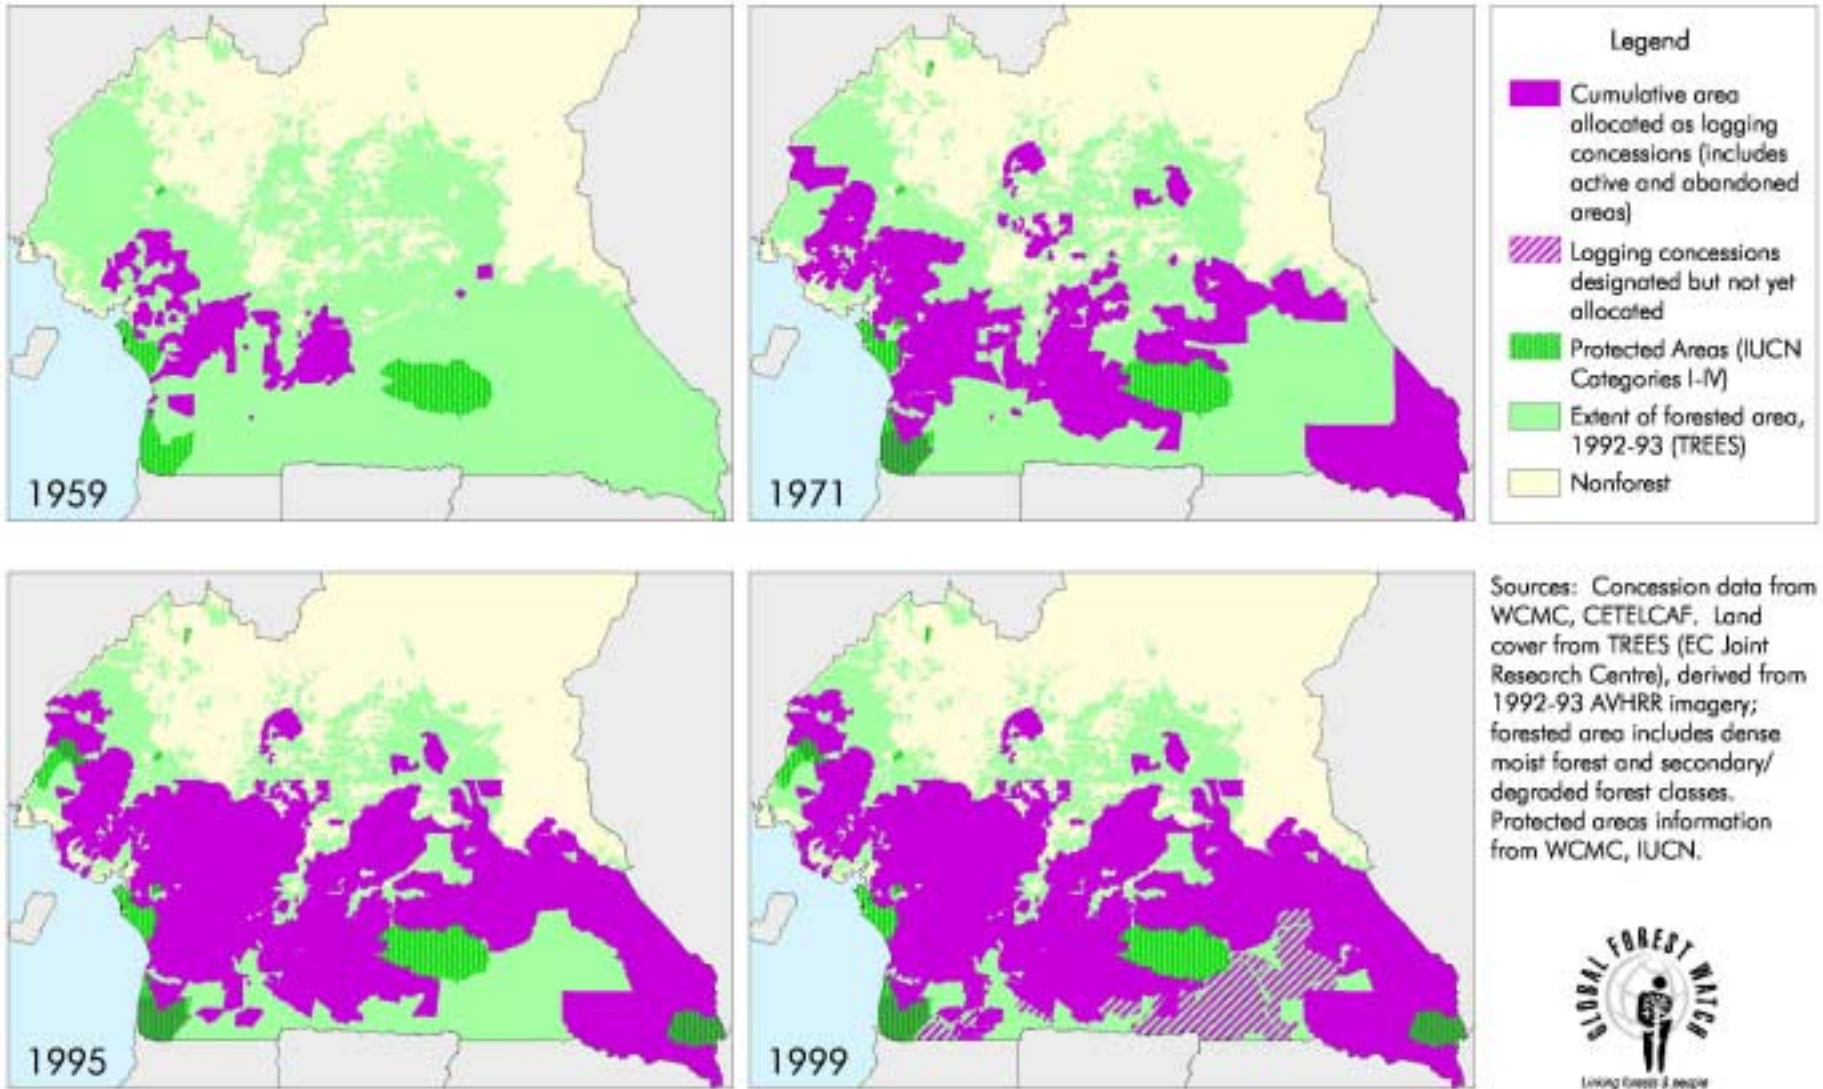 1959
1971
Legend
Cumulative area
allocated as logging
concessions (includes
active and abandoned
areas)
Logging concessions
designated but not yet
allocated
Protected Areas (IUCN
Categories I-IV)
Extent of forested area,
1992-93 (TREES)
Nonforest
1995
1999
Sources: Concession data from
WCMC, CETELCAF. Land
cover from TREES (EC Joint
Research Centre), derived from
1992-93 AVHRR imagery;
forested area includes dense
moist forest and secondary/
degraded forest classes.
Protected areas information
from WCMC, IUCN.
GLOBAL FOREST WATCH
Linking forests & people